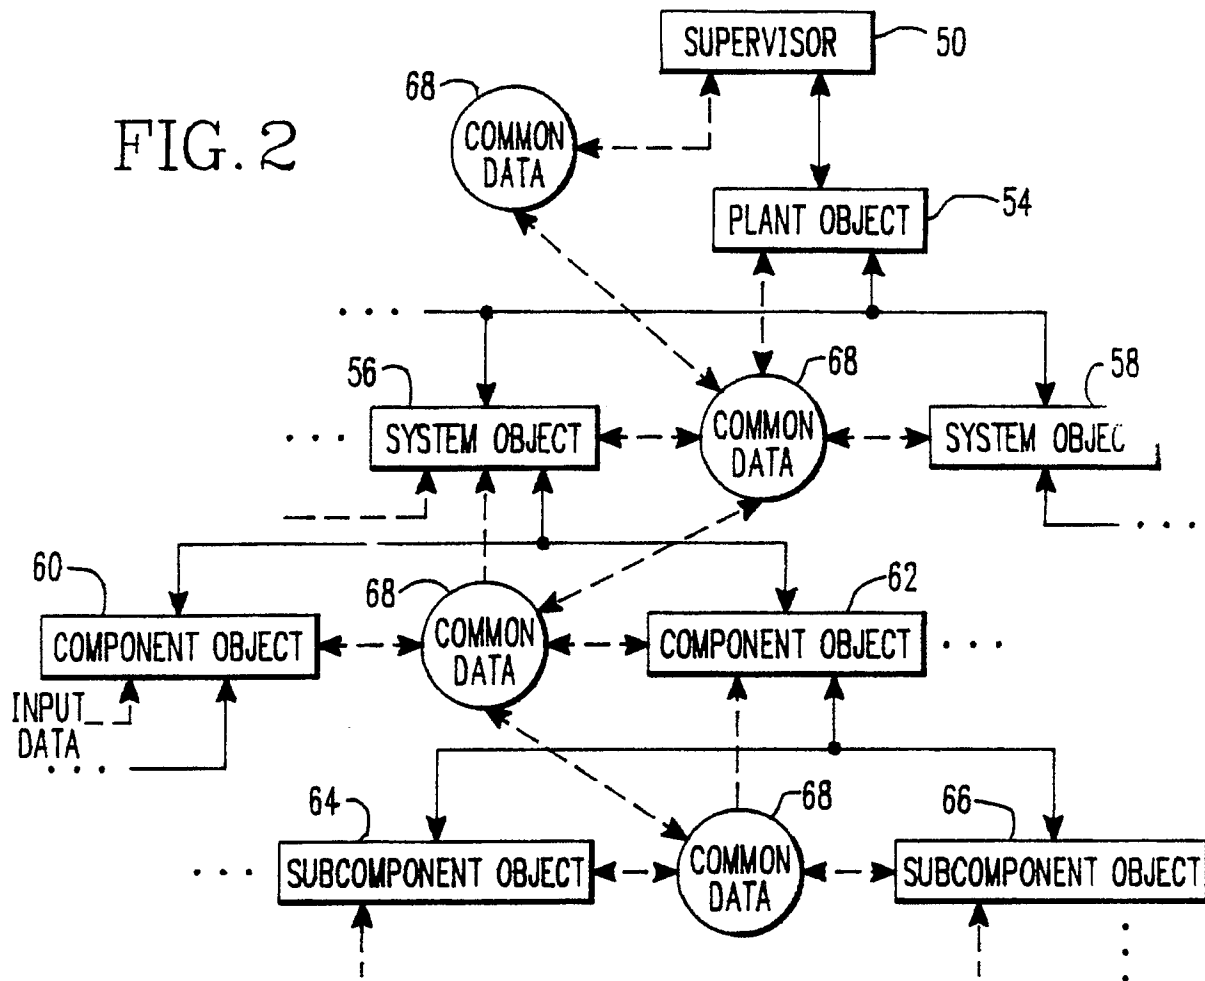 FIG. 2
SUPERVISOR
50
68
COMMON
DATA
PLANT OBJECT
54
56
SYSTEM OBJECT
68
COMMON
DATA
58
SYSTEM OBJEC
60
COMPONENT OBJECT
68
COMMON
DATA
62
COMPONENT OBJECT
INPUT
DATA
64
SUBCOMPONENT OBJECT
68
COMMON
DATA
66
SUBCOMPONENT OBJECT